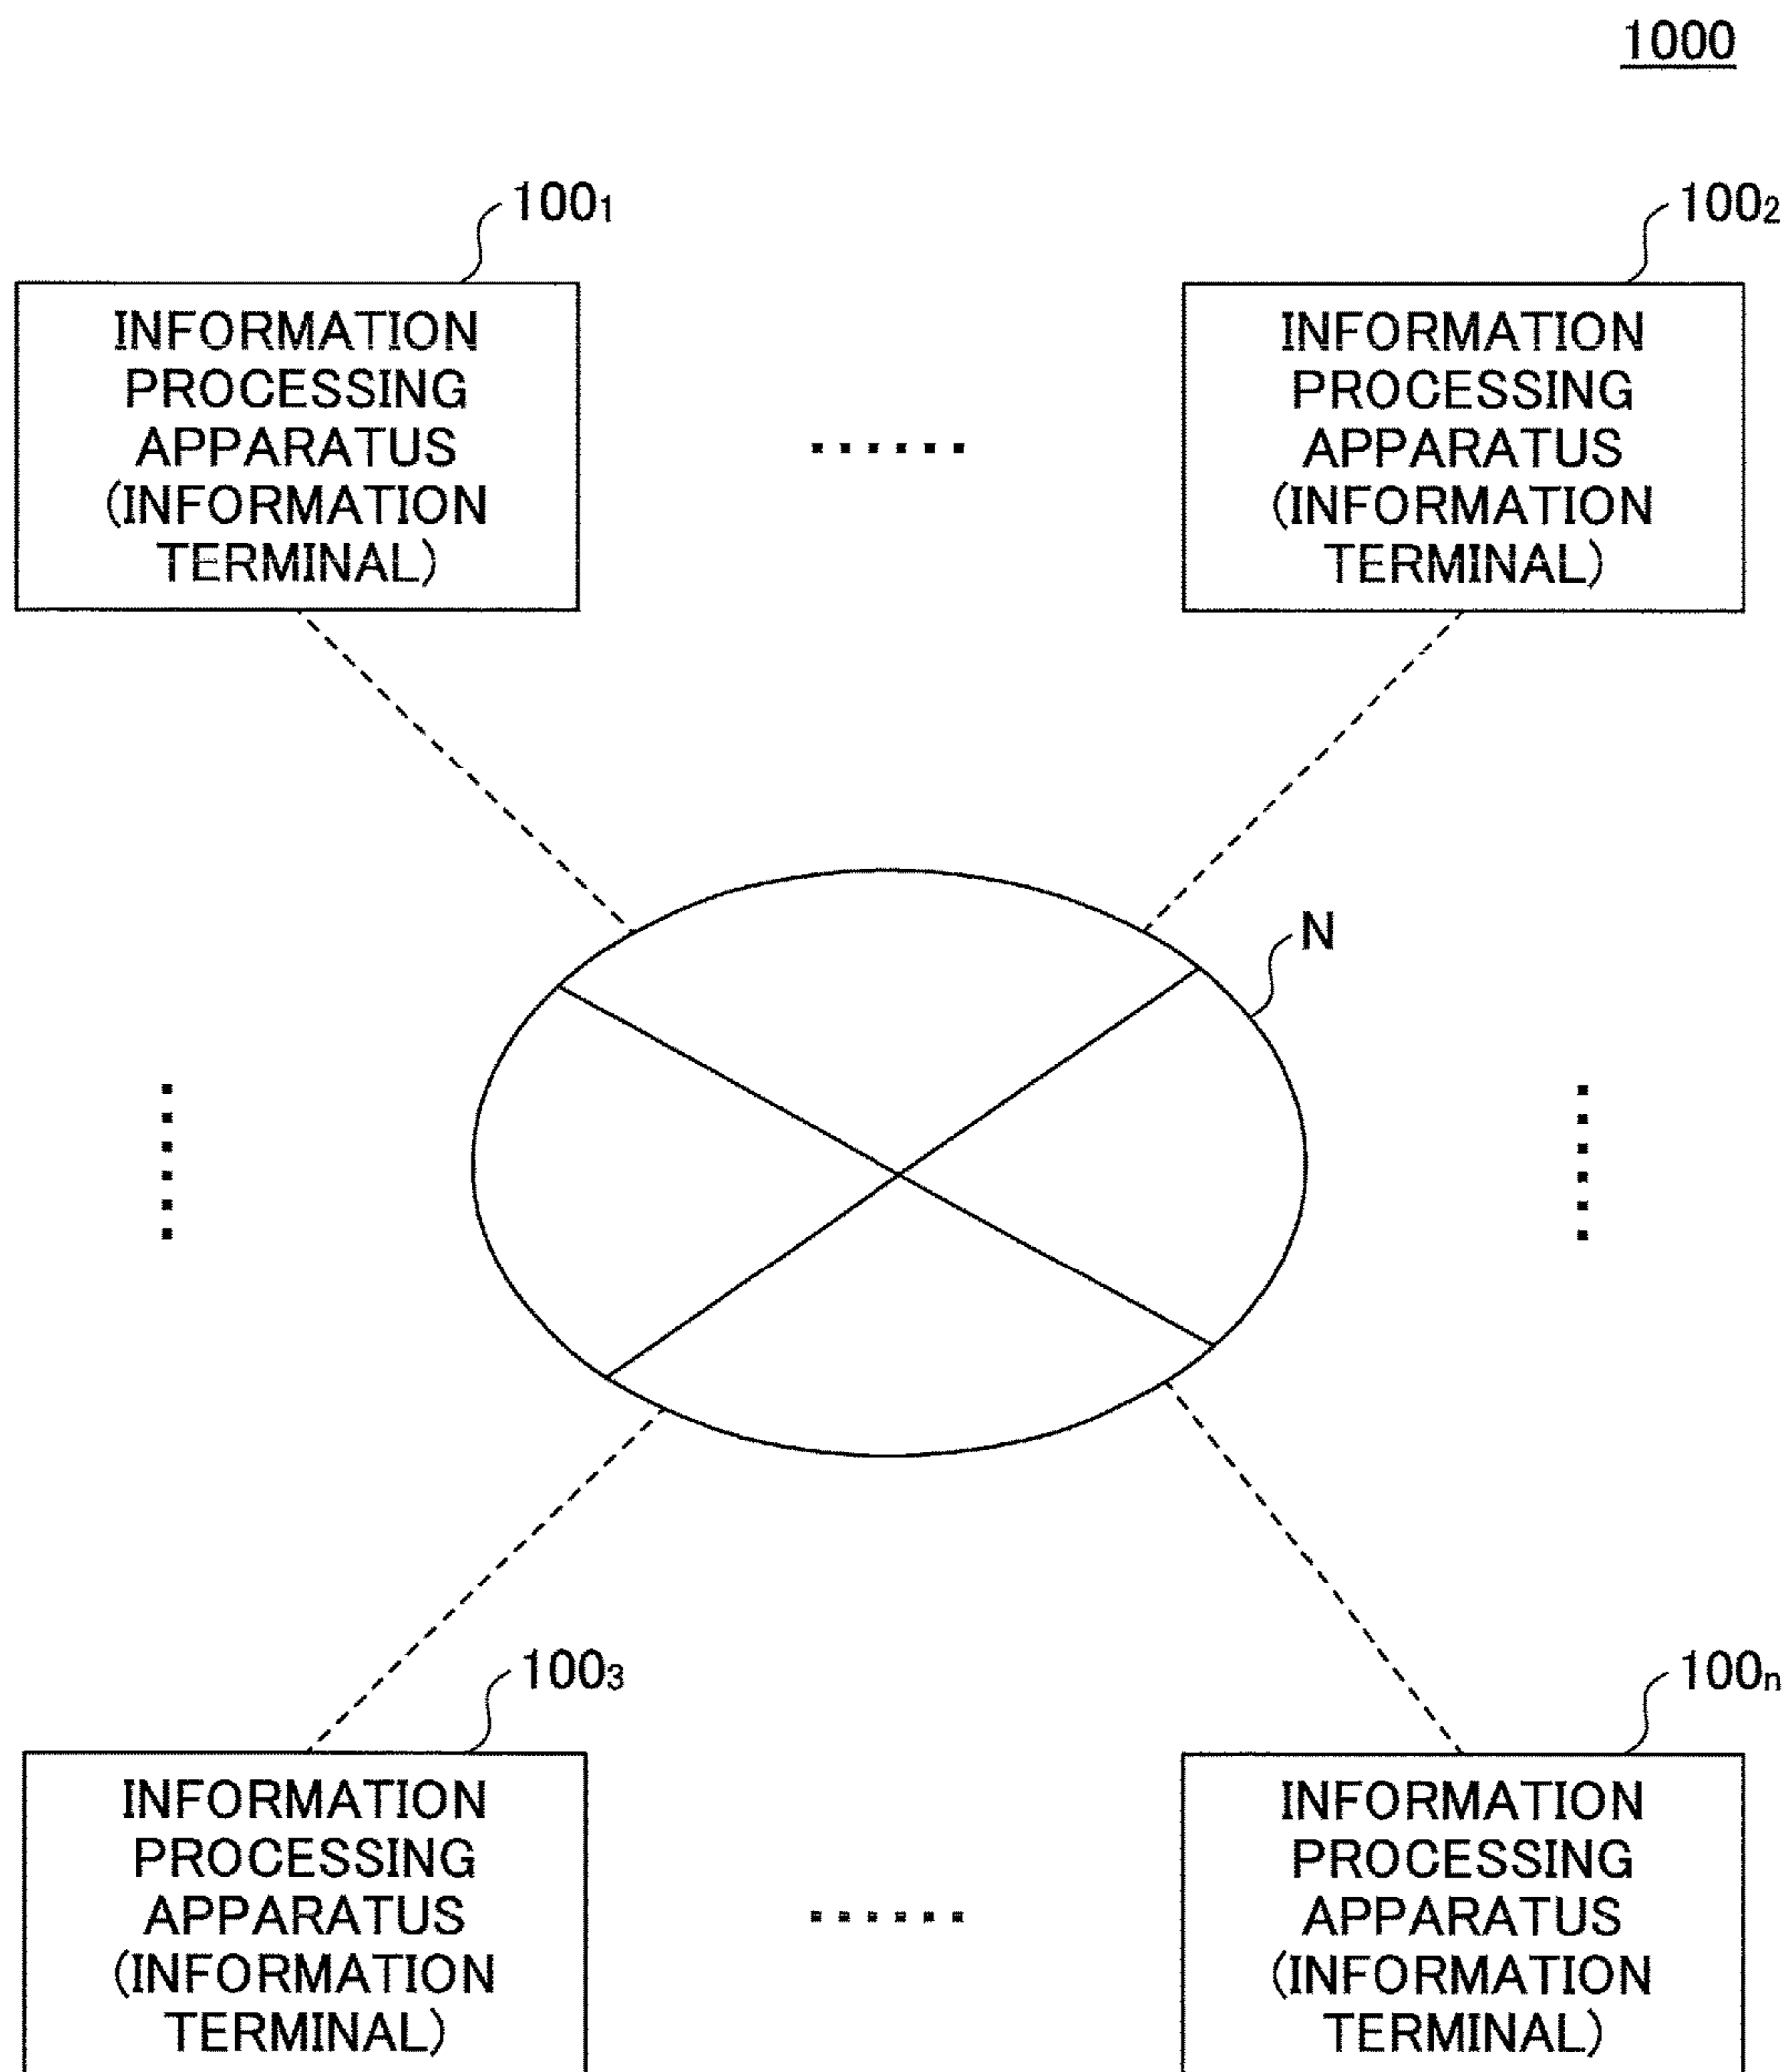 1000
100₁
100₂
INFORMATION
PROCESSING
APPARATUS
(INFORMATION
TERMINAL)
INFORMATION
PROCESSING
APPARATUS
(INFORMATION
TERMINAL)
N
100₃
100ₙ
INFORMATION
PROCESSING
APPARATUS
(INFORMATION
TERMINAL)
INFORMATION
PROCESSING
APPARATUS
(INFORMATION
TERMINAL)